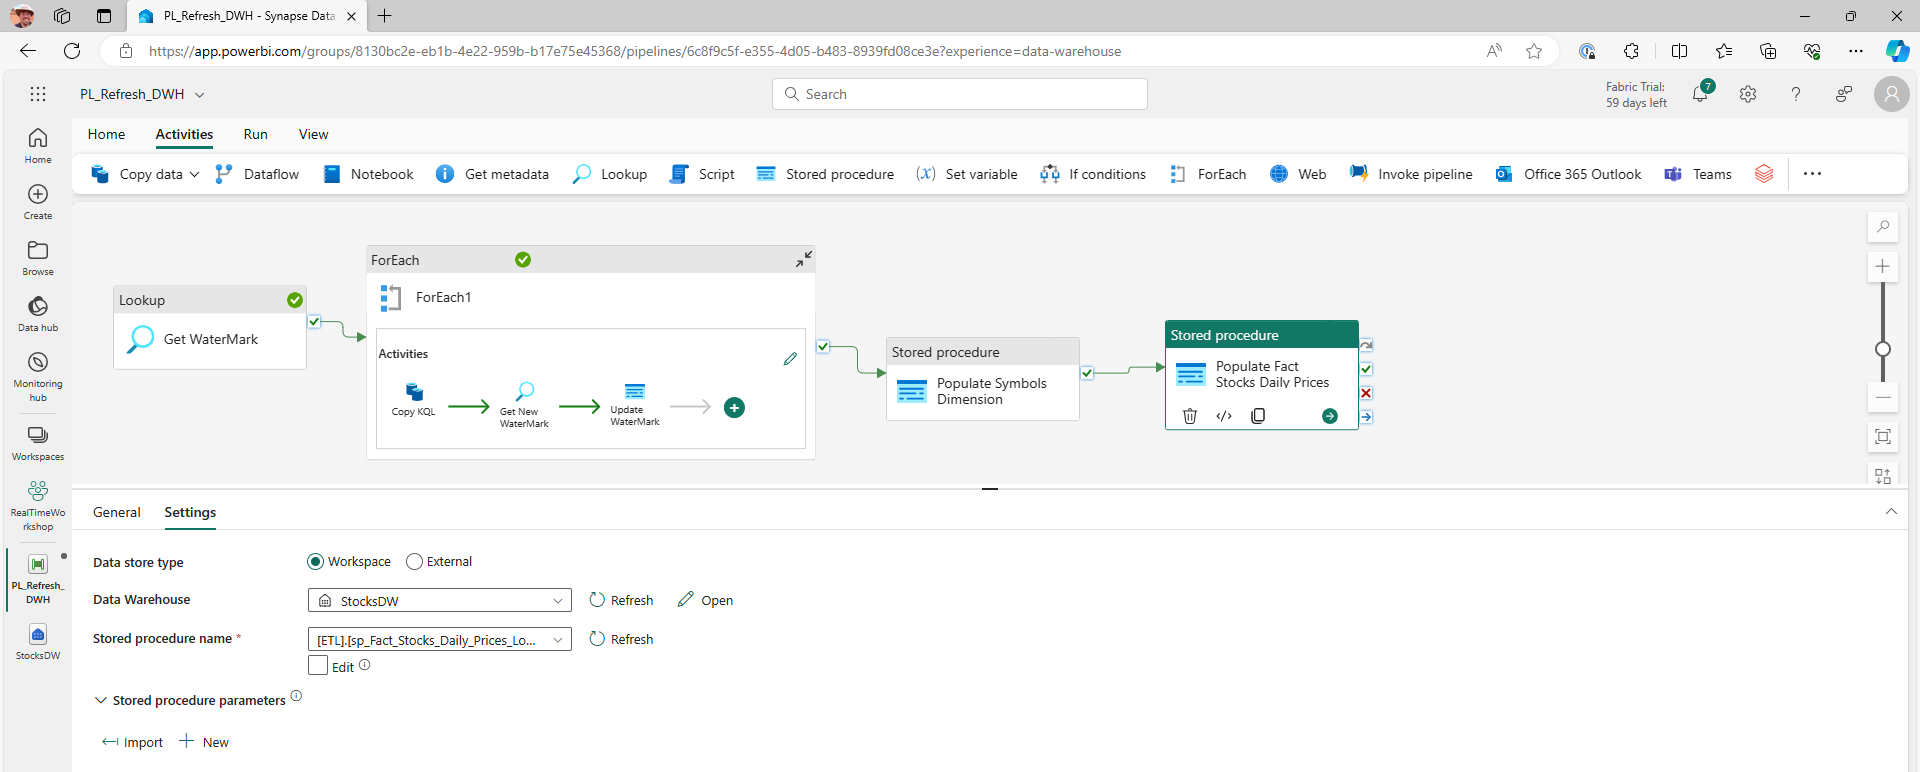 PL_Refresh_DWH - Synapse Data
https://app.powerbi.com/groups/8130bc2e-eb1b-4e22-959b-b17e75e45368/pipelines/6c8f9c5f-e355-4d05-b483-8939fd08ce3e?experience=data-warehouse
PL_Refresh_DWH
Search
Fabric Trial:
59 days left
7
Home
Activities
Run
View
Copy data
Dataflow
Notebook
Get metadata
Lookup
Script
Stored procedure
(x) Set variable
If conditions
ForEach
Web
Invoke pipeline
Office 365 Outlook
Teams
Home
Create
Browse
Data hub
Monitoring
hub
Workspaces
RealTimeWo
rkshop
PL_Refresh_
DWH
StocksDW
Lookup
Get WaterMark
ForEach
ForEach1
Activities
Copy KQL
Get New
WaterMark
Update
WaterMark
Stored procedure
Populate Symbols
Dimension
Stored procedure
Populate Fact
Stocks Daily Prices
General
Settings
Data store type
Workspace
External
Data Warehouse
StocksDW
Refresh
Open
Stored procedure name *
[ETL].[sp_Fact_Stocks_Daily_Prices_Lo...
Refresh
Edit
Stored procedure parameters
Import
New